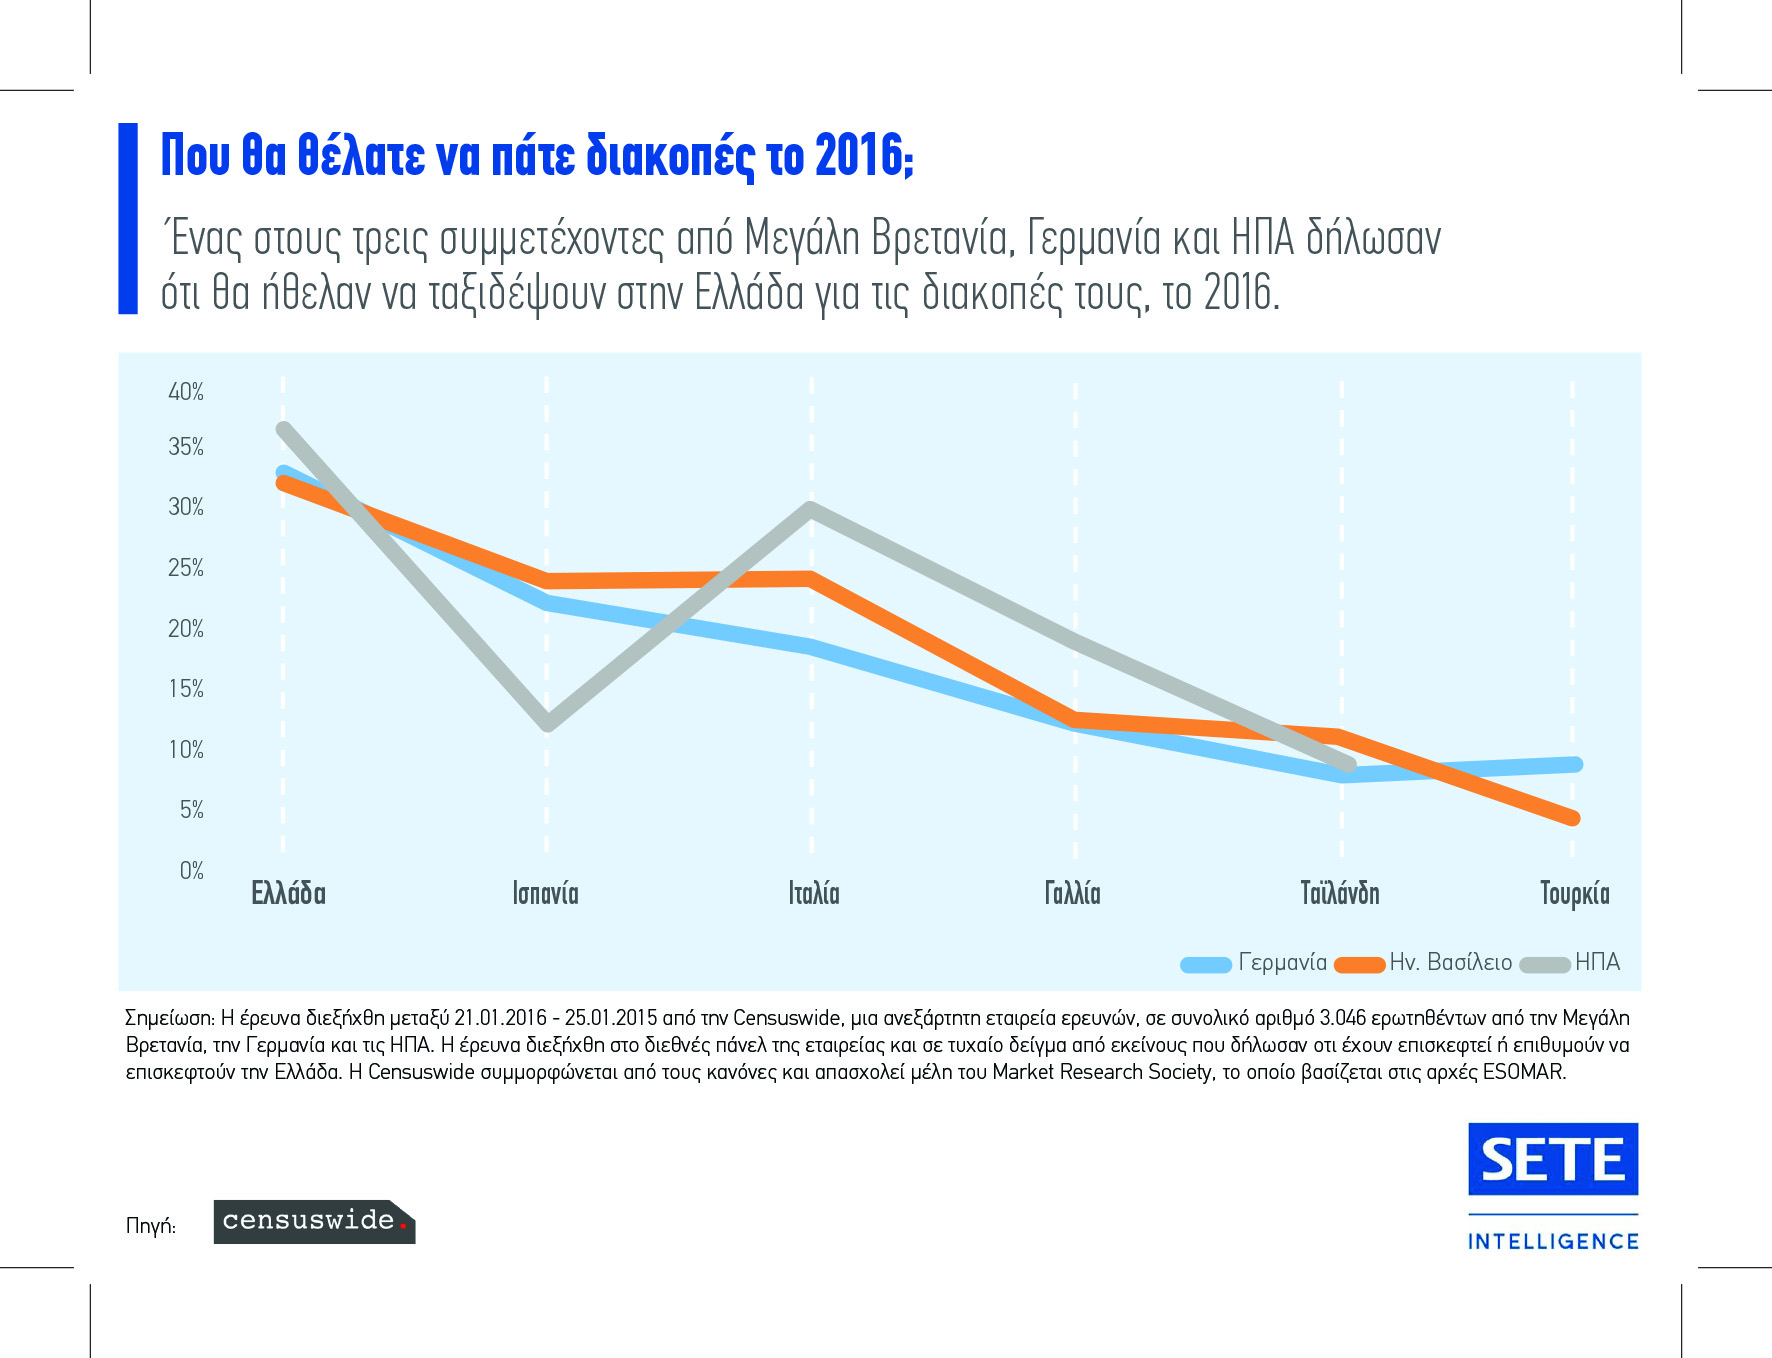 Που θα θέλατε να πάτε διακοπές το 2016;
Ένας στους τρεις συμμετέχοντες από Μεγάλη Βρετανία, Γερμανία και ΗΠΑ δήλωσαν
ότι θα ήθελαν να ταξιδέψουν στην Ελλάδα για τις διακοπές τους, το 2016.
40%
35%
30%
25%
20%
15%
10%
5%
0%
Ελλάδα Ισπανία Ιταλία Γαλλία Ταϊλάνδη Τουρκία
Γερμανία Ην. Βασίλειο ΗΠΑ
Σημείωση: Η έρευνα διεξήχθη μεταξύ 21.01.2016 - 25.01.2015 από την Censuswide, μια ανεξάρτητη εταιρεία ερευνών, σε συνολικό αριθμό 3.046 ερωτηθέντων από την Μεγάλη
Βρετανία, την Γερμανία και τις ΗΠΑ. Η έρευνα διεξήχθη στο διεθνές πάνελ της εταιρείας και σε τυχαίο δείγμα από εκείνους που δήλωσαν οτι έχουν επισκεφτεί ή επιθυμούν να
επισκεφτούν την Ελλάδα. Η Censuswide συμμορφώνεται από τους κανόνες και απασχολεί μέλη του Market Research Society, το οποίο βασίζεται στις αρχές ESOMAR.
SETE
INTELLIGENCE
Πηγή: censuswide.